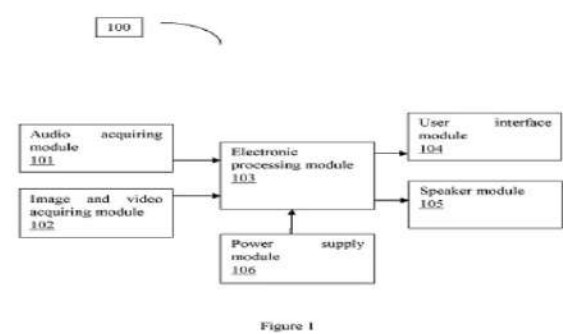 100
Audio acquiring
module
101
Image and video
acquiring module
102
Electronic
processing module
103
User interface
module
104
Speaker module
105
Power supply
module
106
Figure 1